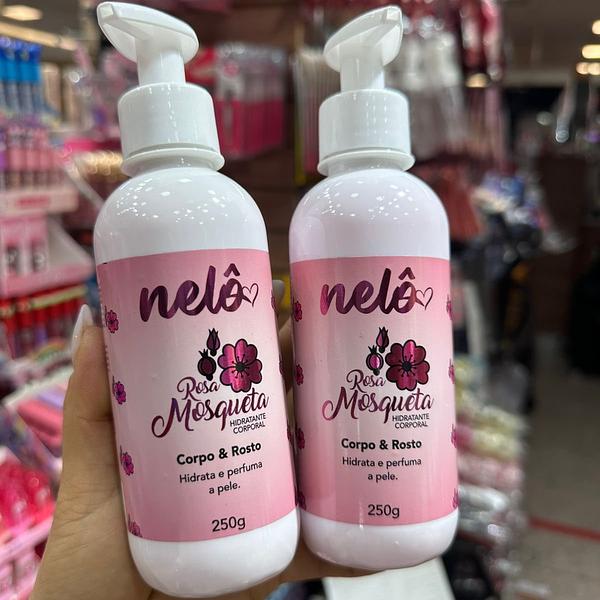 nelô
Rosa
Mosqueta
HIDRATANTE
CORPORAL
Corpo & Rosto
Hidrata e perfuma
a pele.
250g
nelô
Rosa
Mosqueta
HIDRATANTE
CORPORAL
Corpo & Rosto
Hidrata e perfuma
a pele.
250g